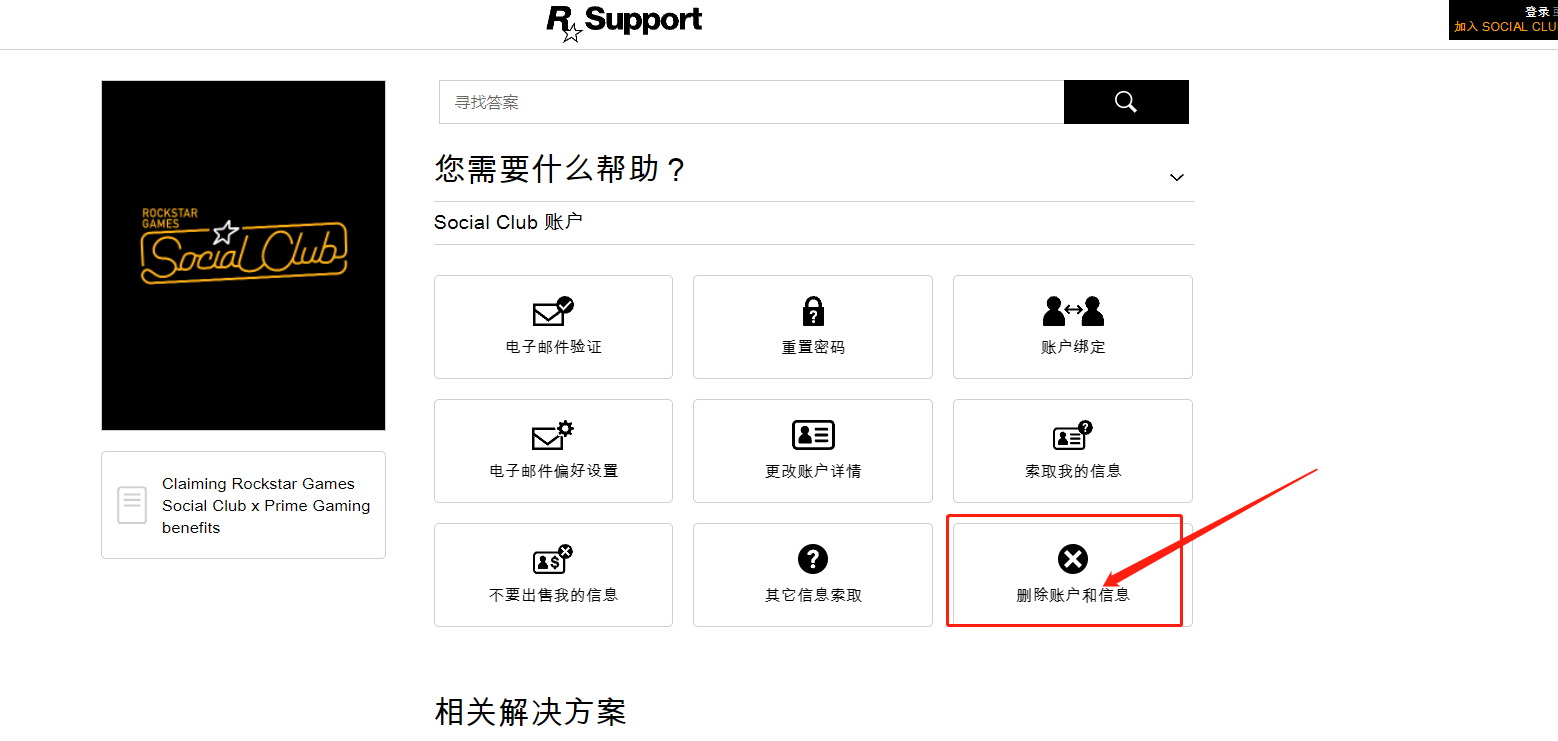 R Support
登录
加入 SOCIAL CLU
ROCKSTAR
GAMES
Social Club
寻找答案
您需要什么帮助？
Social Club 账户
电子邮件验证
重置密码
账户绑定
电子邮件偏好设置
更改账户详情
索取我的信息
Claiming Rockstar Games
Social Club x Prime Gaming
benefits
不要出售我的信息
其它信息索取
删除账户和信息
相关解决方案